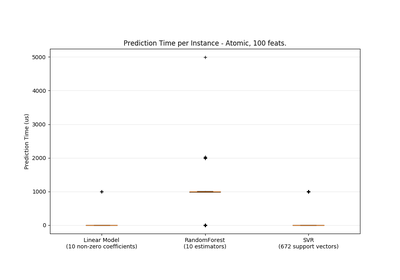 Prediction Time per Instance - Atomic, 100 feats.
5000
4000
3000
2000
1000
0
Prediction Time (us)
Linear Model
(10 non-zero coefficients)
RandomForest
(10 estimators)
SVR
(672 support vectors)